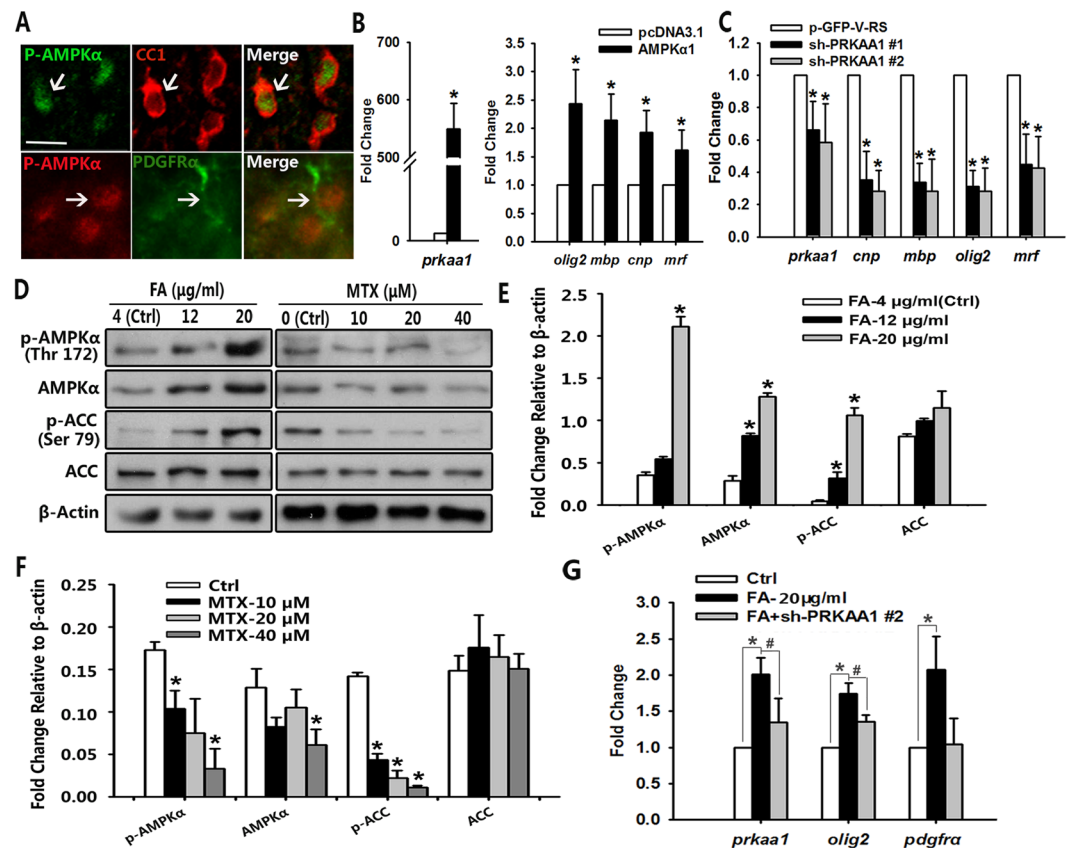 A
P-AMPKα
CC1
Merge
P-AMPKα
PDGFRα
Merge
B
Fold Change
700
600
500
0
prkaa1
Fold Change
3.5
3.0
2.5
2.0
1.5
1.0
0.5
0.0
pcDNA3.1
AMPKα1
* * * * *
olig2 mbp cnp mrf
C
p-GFP-V-RS
sh-PRKAA1 #1
sh-PRKAA1 #2
Fold Change
1.2
1.0
0.8
0.6
0.4
0.2
0.0
* * * * * * * * * *
prkaa1 cnp mbp olig2 mrf
D
FA (μg/ml) MTX (μM)
4 (Ctrl) 12 20 0 (Ctrl) 10 20 40
p-AMPKα
(Thr 172)
AMPKα
p-ACC
(Ser 79)
ACC
β-Actin
E
Fold Change Relative to β-actin
2.5
2.0
1.5
1.0
0.5
0.0
FA-4 μg/ml(Ctrl)
FA-12 μg/ml
FA-20 μg/ml
* * * * *
p-AMPKα AMPKα p-ACC ACC
F
Fold Change Relative to β-actin
0.25
0.20
0.15
0.10
0.05
0.00
Ctrl
MTX-10 μM
MTX-20 μM
MTX-40 μM
* * * * * *
p-AMPKα AMPKα p-ACC ACC
G
Ctrl
FA-20μg/ml
FA+sh-PRKAA1 #2
Fold Change
3.0
2.5
2.0
1.5
1.0
0.5
0.0
* # * # *
prkaa1 olig2 pdgfrα